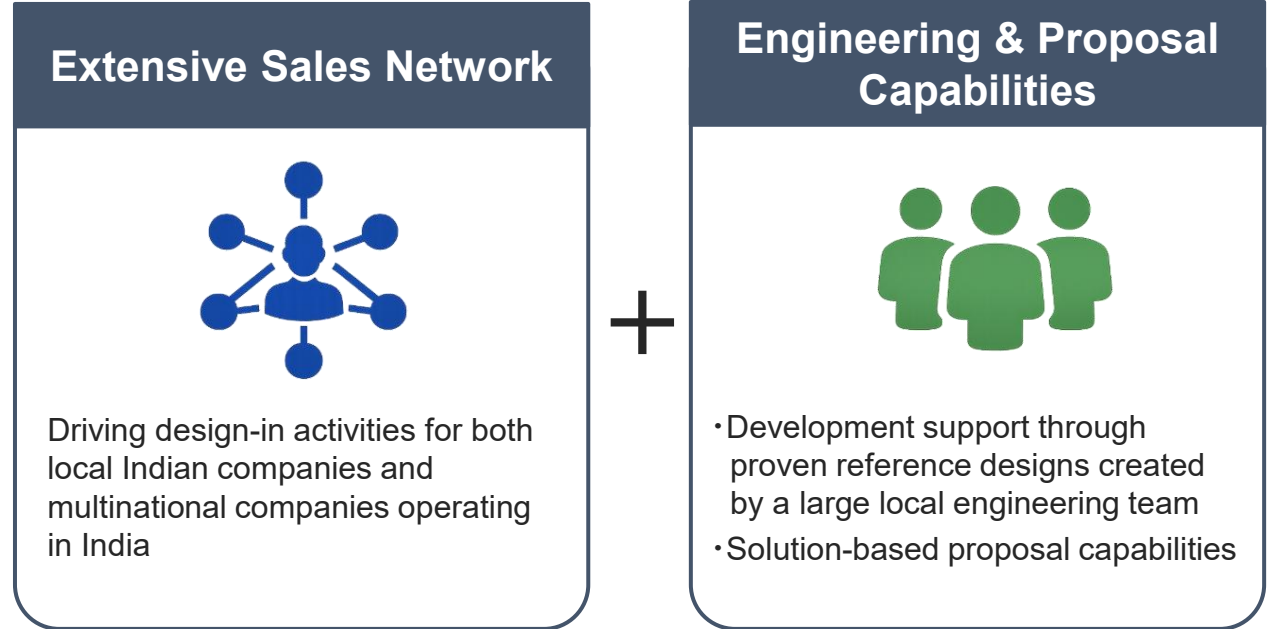 Extensive Sales Network
Driving design-in activities for both
local Indian companies and
multinational companies operating
in India
+
Engineering & Proposal
Capabilities
・Development support through
proven reference designs created
by a large local engineering team
・Solution-based proposal capabilities